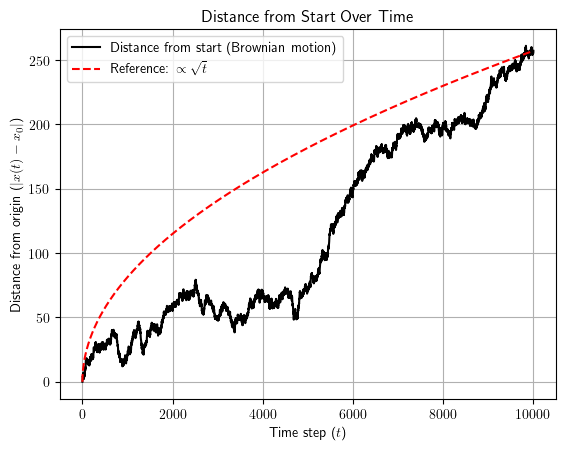 Distance from Start Over Time
Distance from start (Brownian motion)
Reference: ∝ √t
Distance from origin (|x(t) − x₀|)
250
200
150
100
50
0
0 2000 4000 6000 8000 10000
Time step (t)